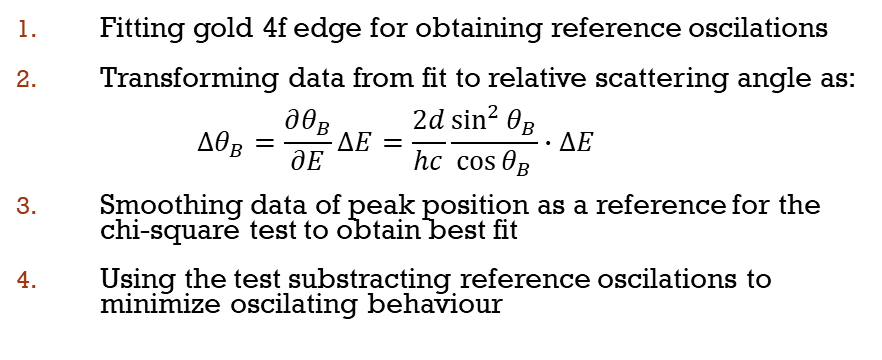 1. Fitting gold 4f edge for obtaining reference oscilations
2. Transforming data from fit to relative scattering angle as:
Δθ_B = ∂θ_B/∂E ΔE = 2d/hc sin² θ_B/cos θ_B · ΔE
3. Smoothing data of peak position as a reference for the
chi-square test to obtain best fit
4. Using the test substracting reference oscilations to
minimize oscilating behaviour